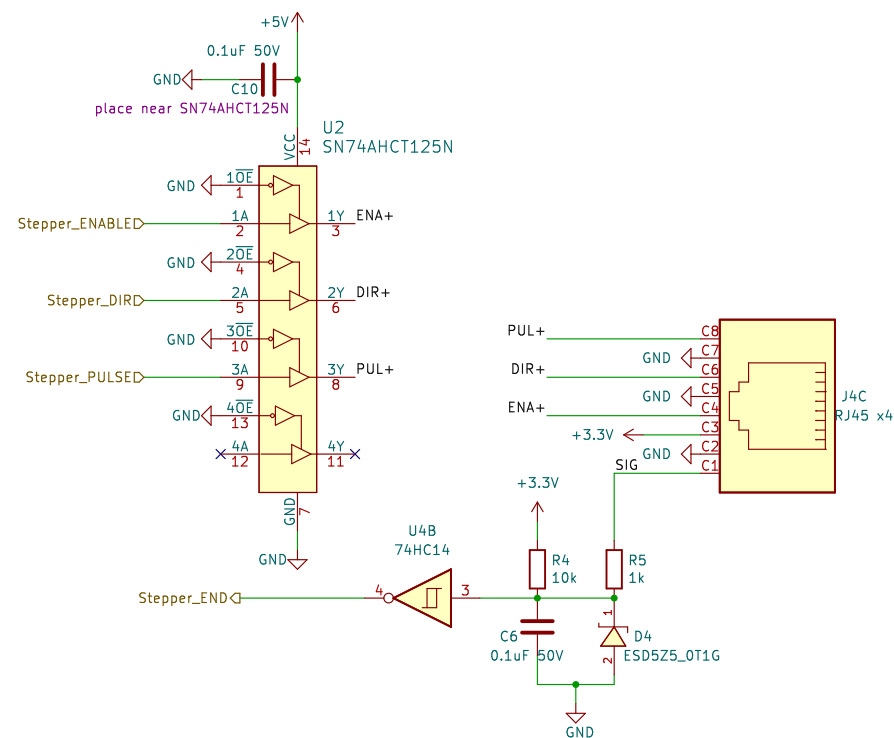 +5V
0.1uF 50V
GND
C10
place near SN74AHCT125N
U2
SN74AHCT125N
VCC
14
GND
1OE
1
Stepper_ENABLE
1A
2
1Y
3
ENA+
GND
2OE
4
Stepper_DIR
2A
5
2Y
6
DIR+
GND
3OE
10
Stepper_PULSE
3A
9
3Y
8
PUL+
GND
4OE
13
4A
12
4Y
11
GND
7
GND
PUL+
C8
GND
C7
DIR+
C6
GND
C5
ENA+
C4
+3.3V
C3
GND
C2
SIG
C1
J4C
RJ45 x4
+3.3V
U4B
74HC14
R4
10k
R5
1k
Stepper_END
4
3
C6
0.1uF 50V
1
D4
2
ESD5Z5_0T1G
GND